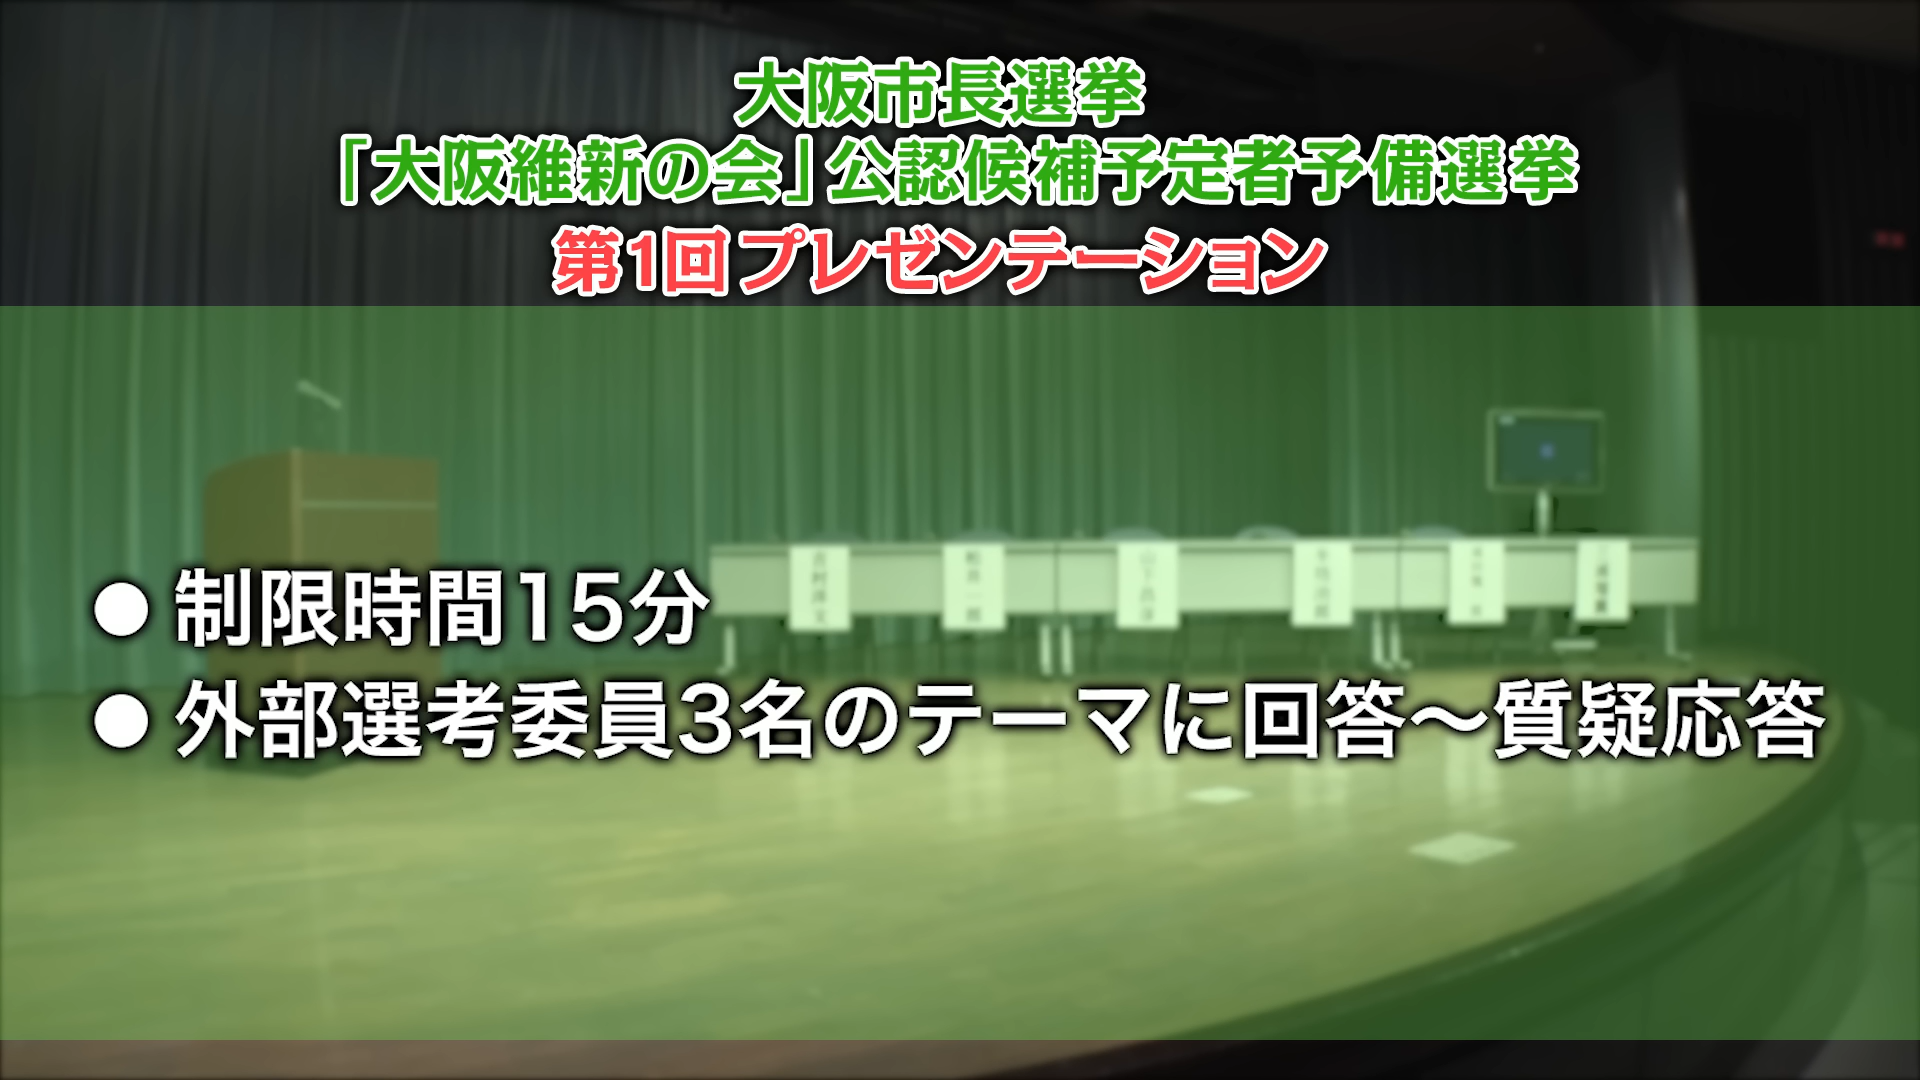 大阪市長選挙
「大阪維新の会」公認候補予定者予備選挙
第1回プレゼンテーション
● 制限時間15分
● 外部選考委員3名のテーマに回答～質疑応答